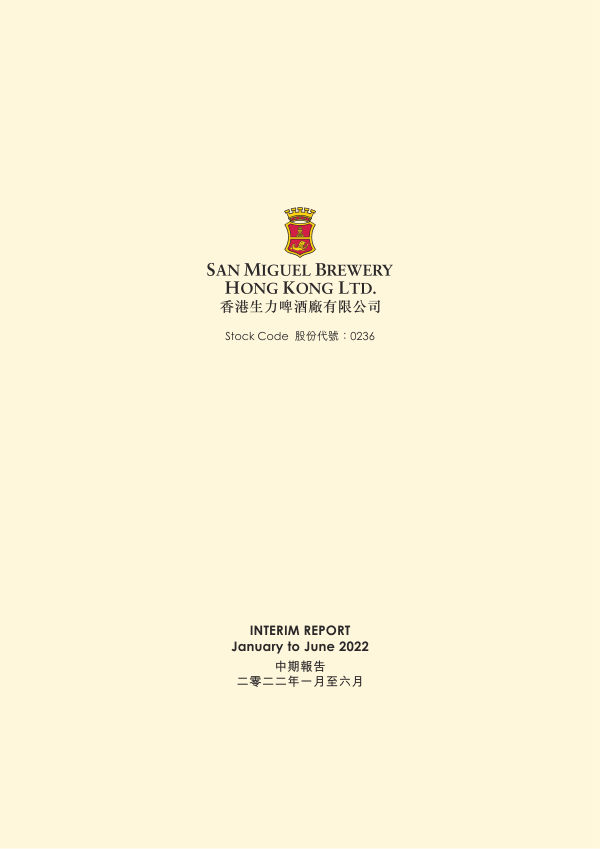 SAN MIGUEL BREWERY
HONG KONG LTD.
香港生力啤酒廠有限公司
Stock Code 股份代號：0236
INTERIM REPORT
January to June 2022
中期報告
二零二二年一月至六月